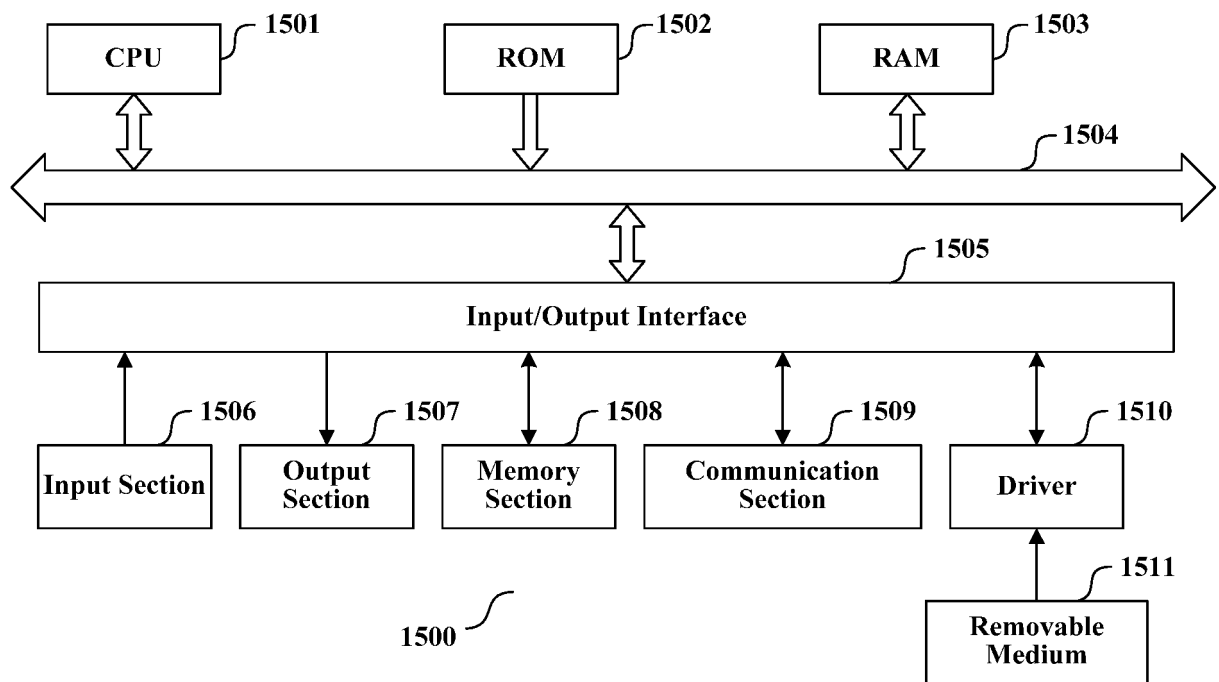 1501
1502
1503
CPU
ROM
RAM
1504
1505
Input/Output Interface
1506
1507
1508
1509
1510
Input Section
Output
Section
Memory
Section
Communication
Section
Driver
1511
1500
Removable
Medium